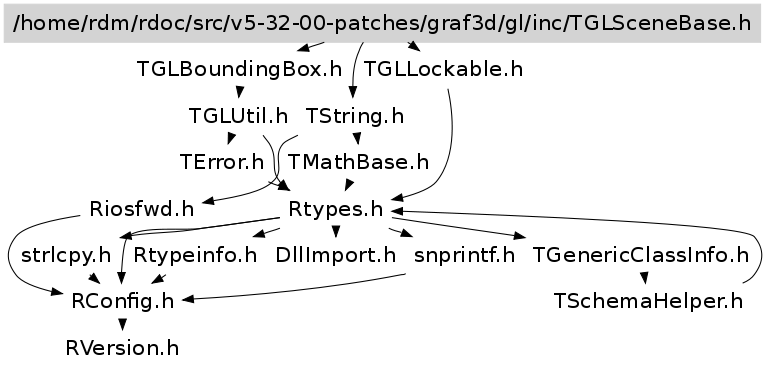 /home/rdm/rdoc/src/v5-32-00-patches/graf3d/gl/inc/TGLSceneBase.h
TGLBoundingBox.h TGLLockable.h
TGLUtil.h TString.h
TError.h TMathBase.h
Riosfwd.h Rtypes.h
strlcpy.h Rtypeinfo.h DllImport.h snprintf.h TGenericClassInfo.h
RConfig.h TSchemaHelper.h
RVersion.h